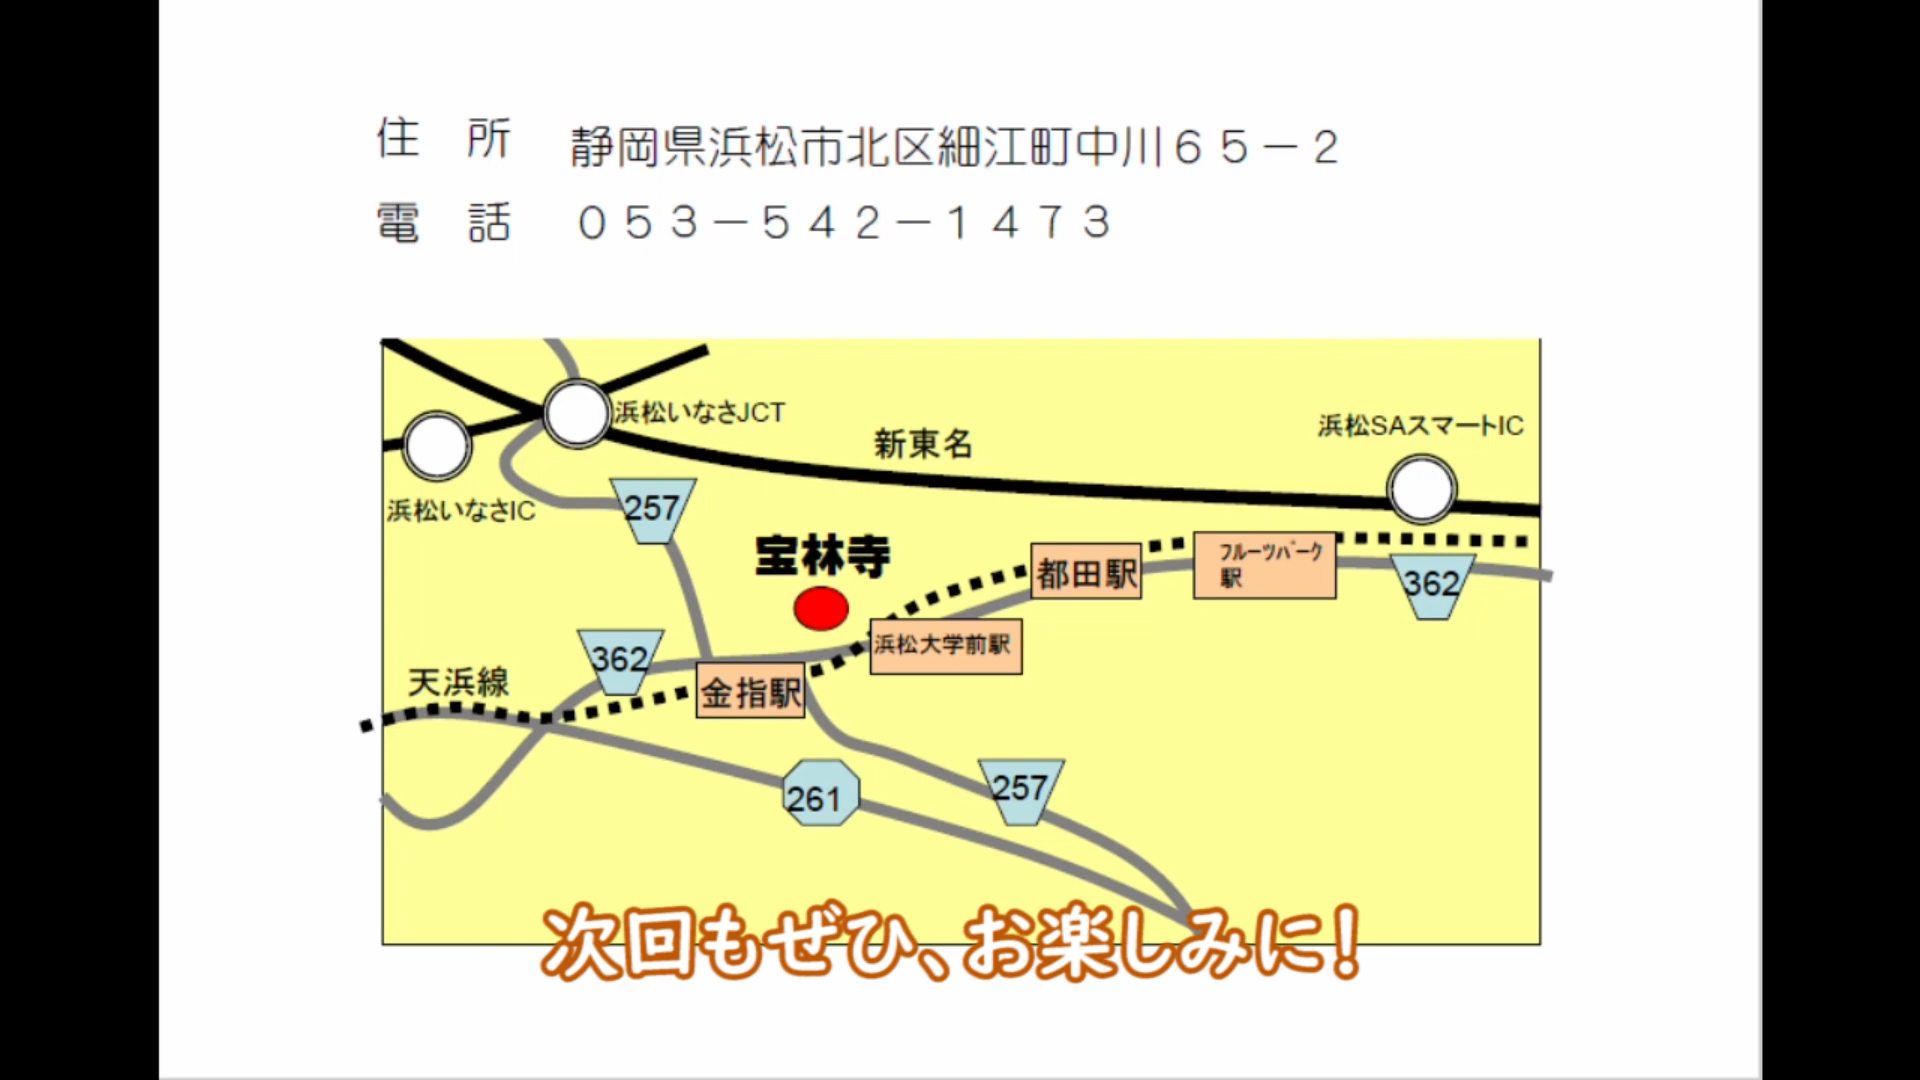 住　所　静岡県浜松市北区細江町中川６５－２
電　話　０５３－５４２－１４７３
浜松いなさJCT
浜松SAスマートIC
新東名
浜松いなさIC
257
宝林寺
都田駅
フルーツパーク
駅
362
浜松大学前駅
362
天浜線
金指駅
261
257
次回もぜひ、お楽しみに！